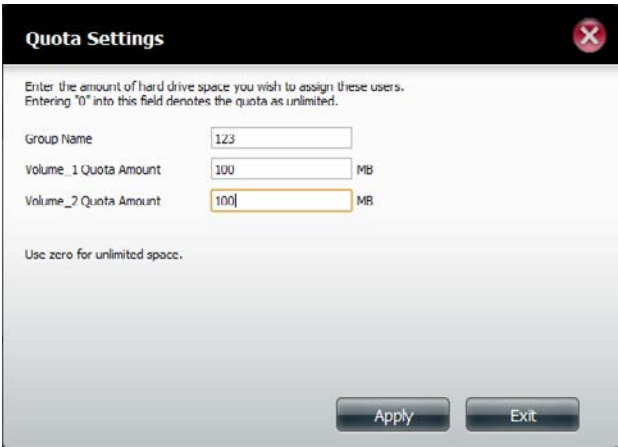 Quota Settings
Enter the amount of hard drive space you wish to assign these users.
Entering "0" into this field denotes the quota as unlimited.
Group Name 123
Volume_1 Quota Amount 100 MB
Volume_2 Quota Amount 100 MB
Use zero for unlimited space.
Apply Exit